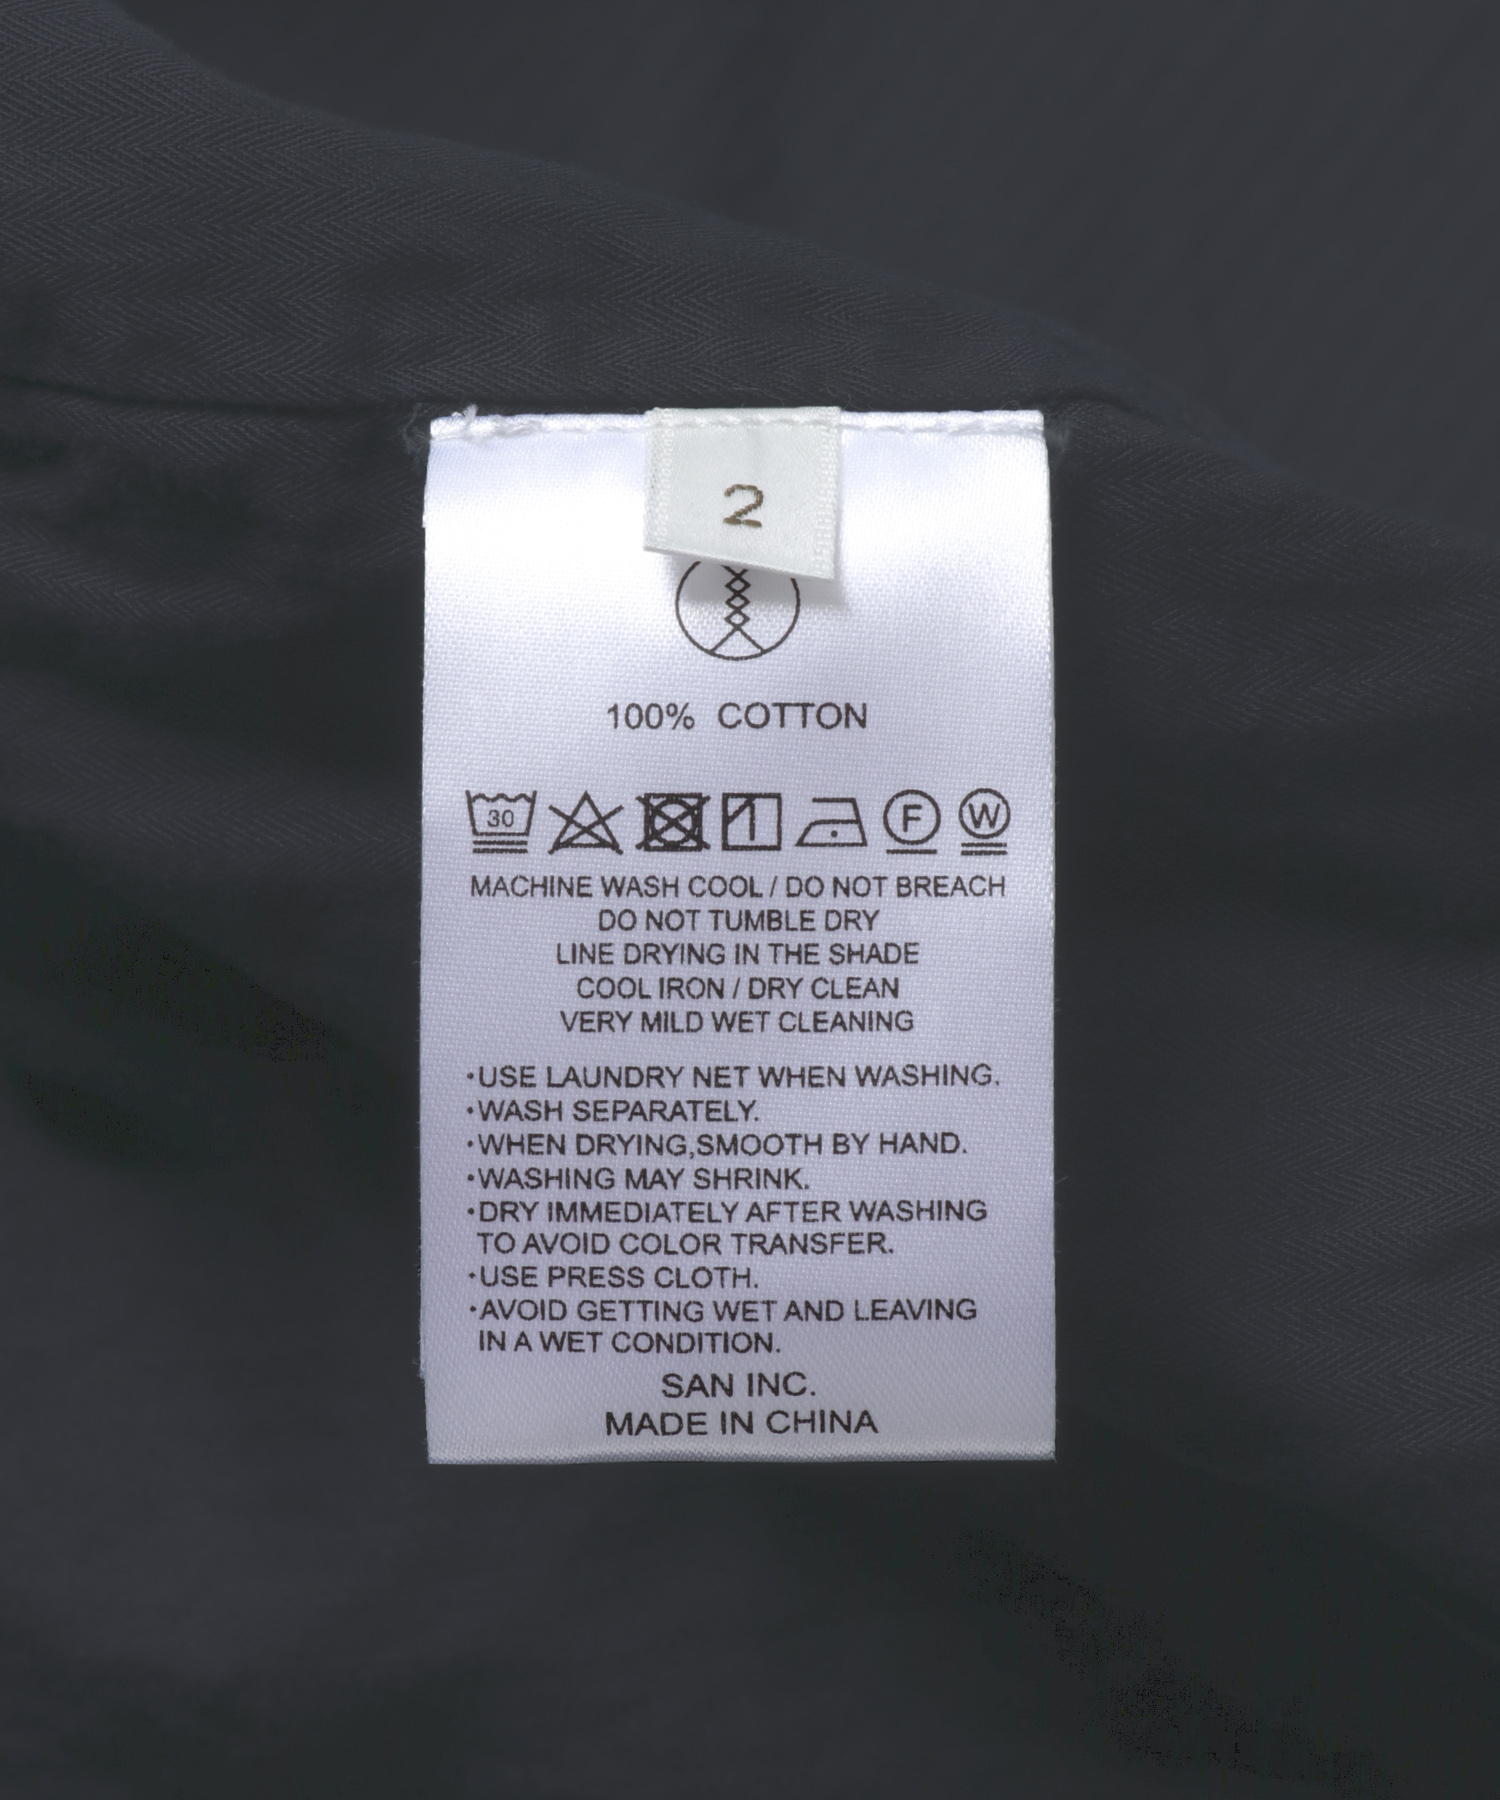 2
100% COTTON
30 F W
MACHINE WASH COOL / DO NOT BREACH
DO NOT TUMBLE DRY
LINE DRYING IN THE SHADE
COOL IRON / DRY CLEAN
VERY MILD WET CLEANING
・USE LAUNDRY NET WHEN WASHING.
・WASH SEPARATELY.
・WHEN DRYING,SMOOTH BY HAND.
・WASHING MAY SHRINK.
・DRY IMMEDIATELY AFTER WASHING
TO AVOID COLOR TRANSFER.
・USE PRESS CLOTH.
・AVOID GETTING WET AND LEAVING
IN A WET CONDITION.
SAN INC.
MADE IN CHINA